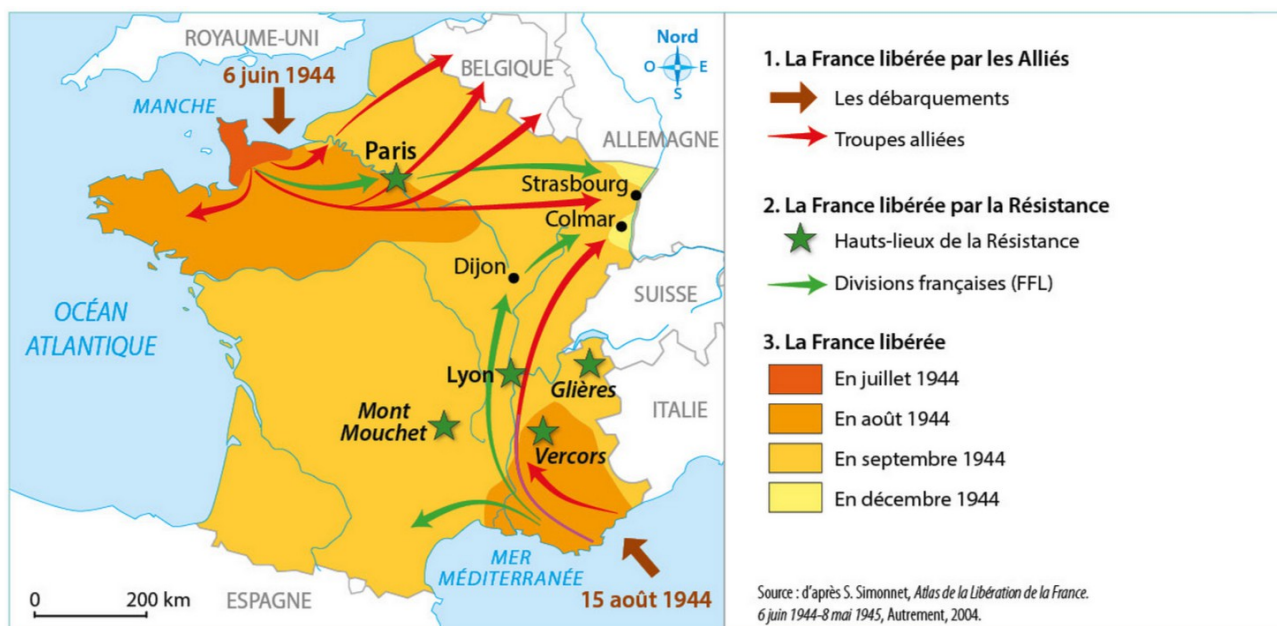 ROYAUME-UNI
6 juin 1944
MANCHE
BELGIQUE
Nord
O
E
S
ALLEMAGNE
Paris
Strasbourg
Colmar
Dijon
SUISSE
OCÉAN
ATLANTIQUE
Lyon
Glières
ITALIE
Mont
Mouchet
Vercors
MER
MÉDITERRANÉE
0
200 km
ESPAGNE
15 août 1944
1. La France libérée par les Alliés
Les débarquements
Troupes alliées
2. La France libérée par la Résistance
Hauts-lieux de la Résistance
Divisions françaises (FFL)
3. La France libérée
En juillet 1944
En août 1944
En septembre 1944
En décembre 1944
Source : d'après S. Simonnet, Atlas de la Libération de la France.
6 juin 1944-8 mai 1945, Autrement, 2004.